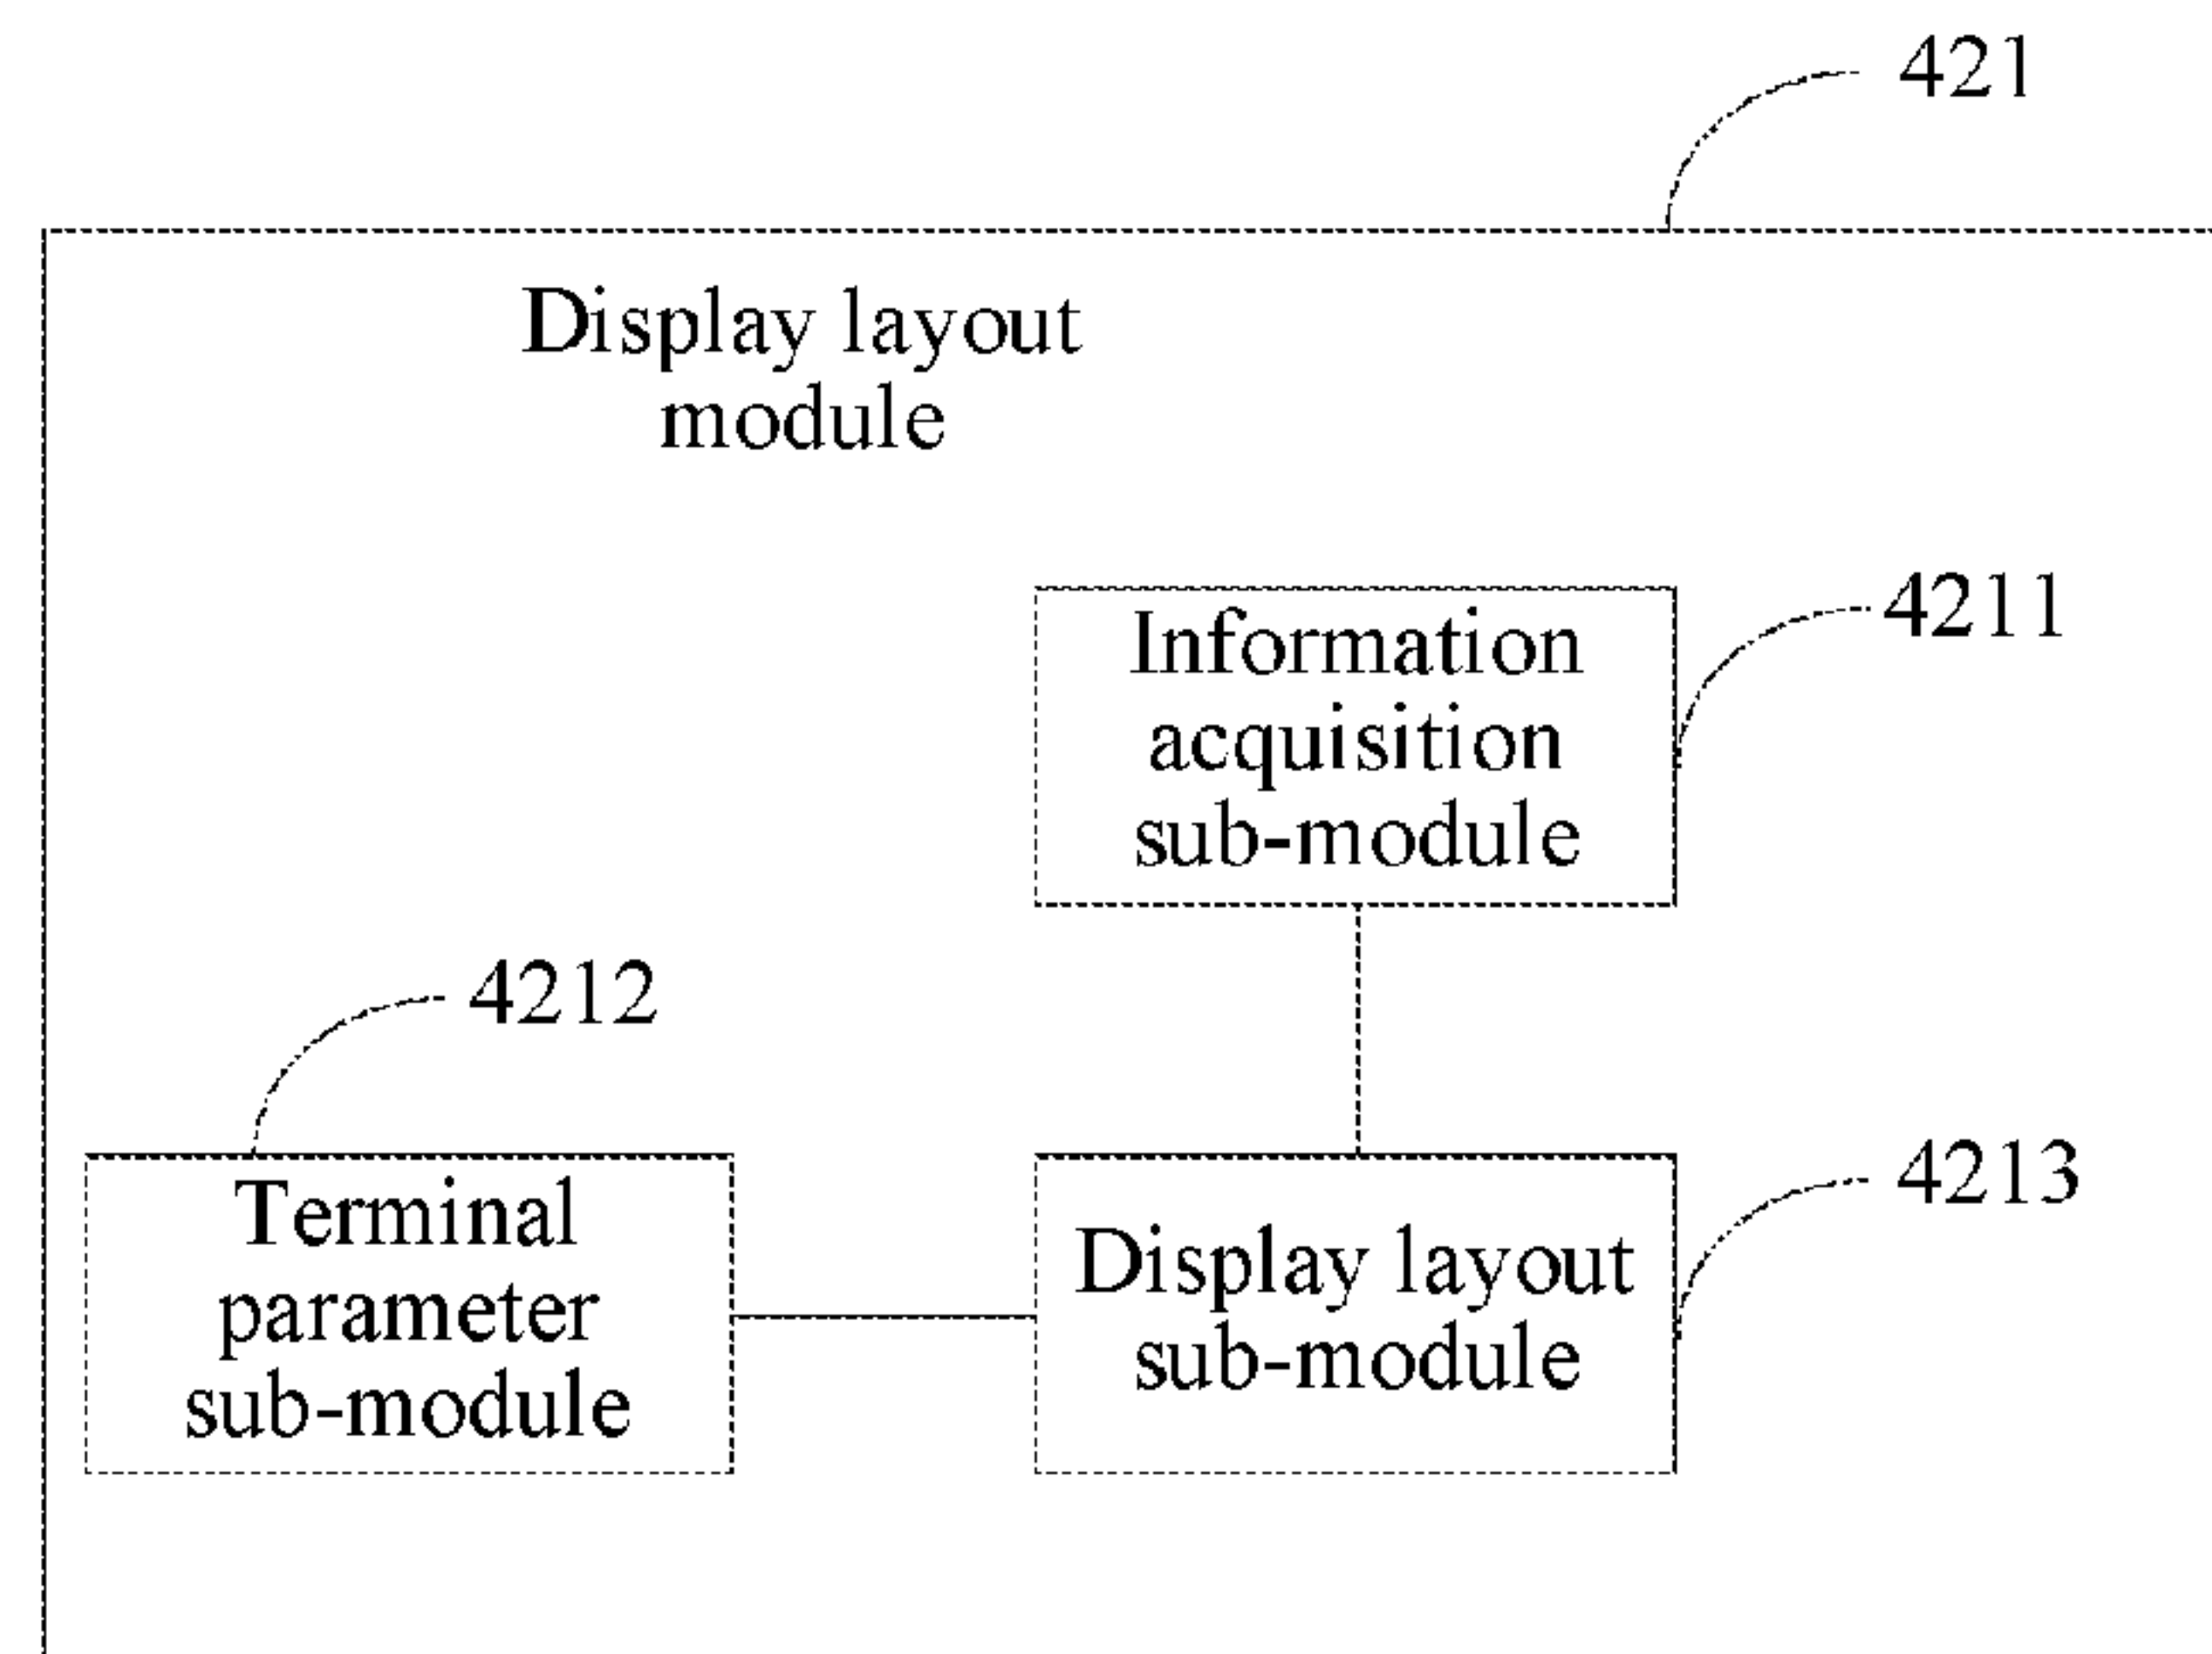 421
Display layout
module
4211
Information
acquisition
sub-module
4212
Terminal
parameter
sub-module
4213
Display layout
sub-module